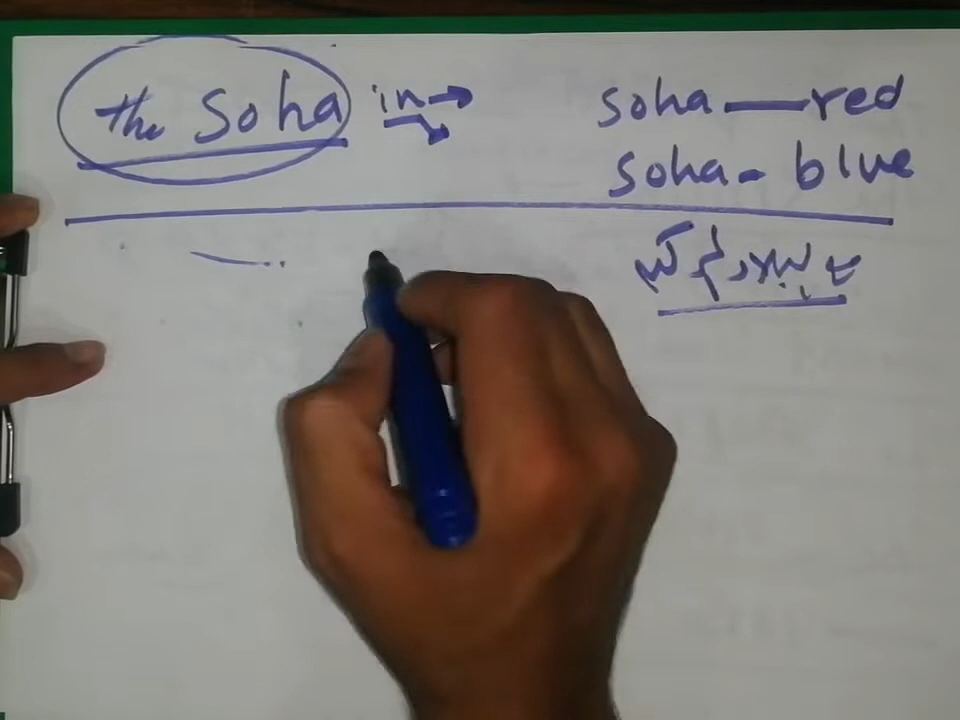 the Soha in → soha — red
soha - blue